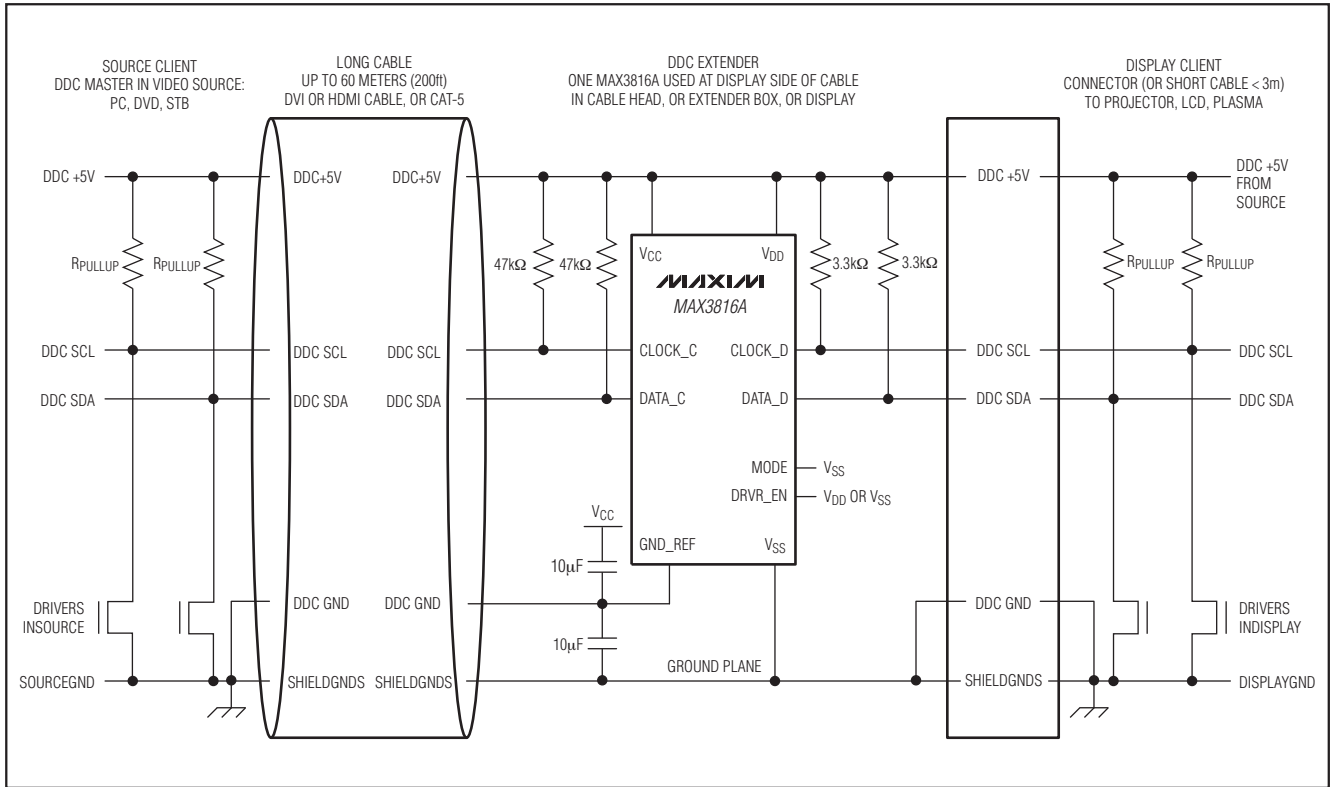 SOURCE CLIENT
DDC MASTER IN VIDEO SOURCE:
PC, DVD, STB
LONG CABLE
UP TO 60 METERS (200ft)
DVI OR HDMI CABLE, OR CAT-5
DDC EXTENDER
ONE MAX3816A USED AT DISPLAY SIDE OF CABLE
IN CABLE HEAD, OR EXTENDER BOX, OR DISPLAY
DISPLAY CLIENT
CONNECTOR (OR SHORT CABLE < 3m)
TO PROJECTOR, LCD, PLASMA
DDC +5V
DDC+5V
DDC+5V
DDC +5V
DDC +5V
FROM
SOURCE
RPULLUP
RPULLUP
47kΩ
47kΩ
VCC
VDD
MAXIM
MAX3816A
3.3kΩ
3.3kΩ
RPULLUP
RPULLUP
DDC SCL
DDC SCL
DDC SCL
CLOCK_C
CLOCK_D
DDC SCL
DDC SCL
DDC SDA
DDC SDA
DDC SDA
DATA_C
DATA_D
DDC SDA
DDC SDA
MODE
VSS
DRVR_EN
VDD OR VSS
VCC
GND_REF
VSS
10μF
DRIVERS
INSOURCE
DDC GND
DDC GND
DDC GND
DRIVERS
INDISPLAY
10μF
GROUND PLANE
SOURCEGND
SHIELDGNDS
SHIELDGNDS
SHIELDGNDS
DISPLAYGND